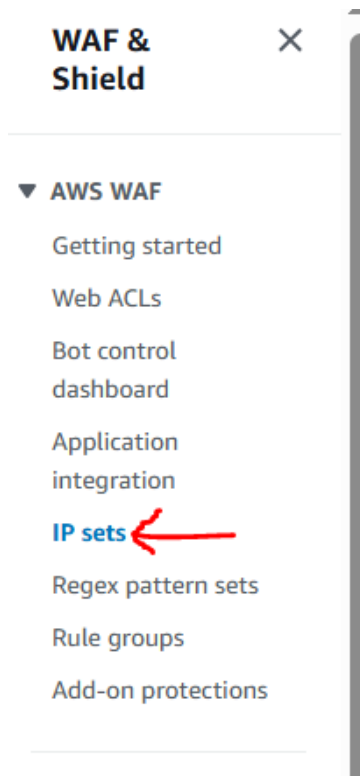 WAF &
Shield
AWS WAF
Getting started
Web ACLs
Bot control
dashboard
Application
integration
IP sets
Regex pattern sets
Rule groups
Add-on protections